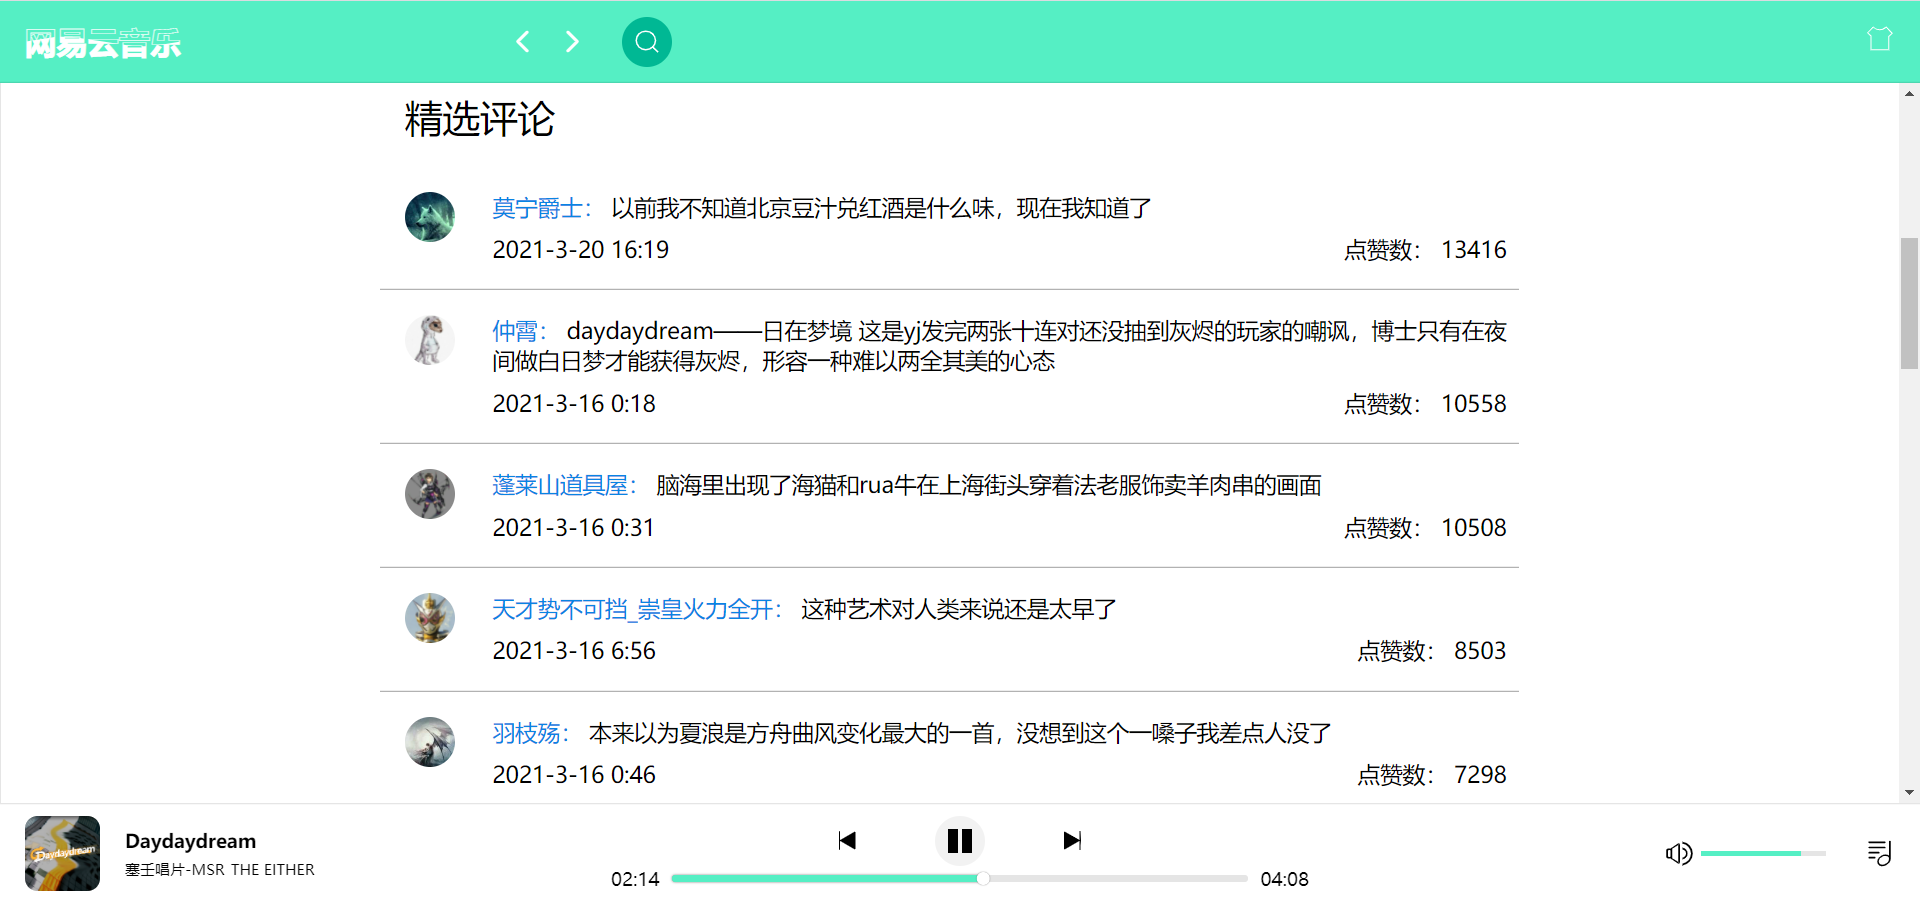 网易云音乐
精选评论
莫宁爵士： 以前我不知道北京豆汁兑红酒是什么味，现在我知道了
2021-3-20 16:19 点赞数： 13416
仲霄： daydaydream——日在梦境 这是yj发完两张十连对还没抽到灰烬的玩家的嘲讽，博士只有在夜
间做白日梦才能获得灰烬，形容一种难以两全其美的心态
2021-3-16 0:18 点赞数： 10558
蓬莱山道具屋： 脑海里出现了海猫和rua牛在上海街头穿着法老服饰卖羊肉串的画面
2021-3-16 0:31 点赞数： 10508
天才势不可挡_崇皇火力全开： 这种艺术对人类来说还是太早了
2021-3-16 6:56 点赞数： 8503
羽枝殇： 本来以为夏浪是方舟曲风变化最大的一首，没想到这个一嗓子我差点人没了
2021-3-16 0:46 点赞数： 7298
Daydaydream
Daydaydream
塞壬唱片-MSR THE EITHER
02:14 04:08